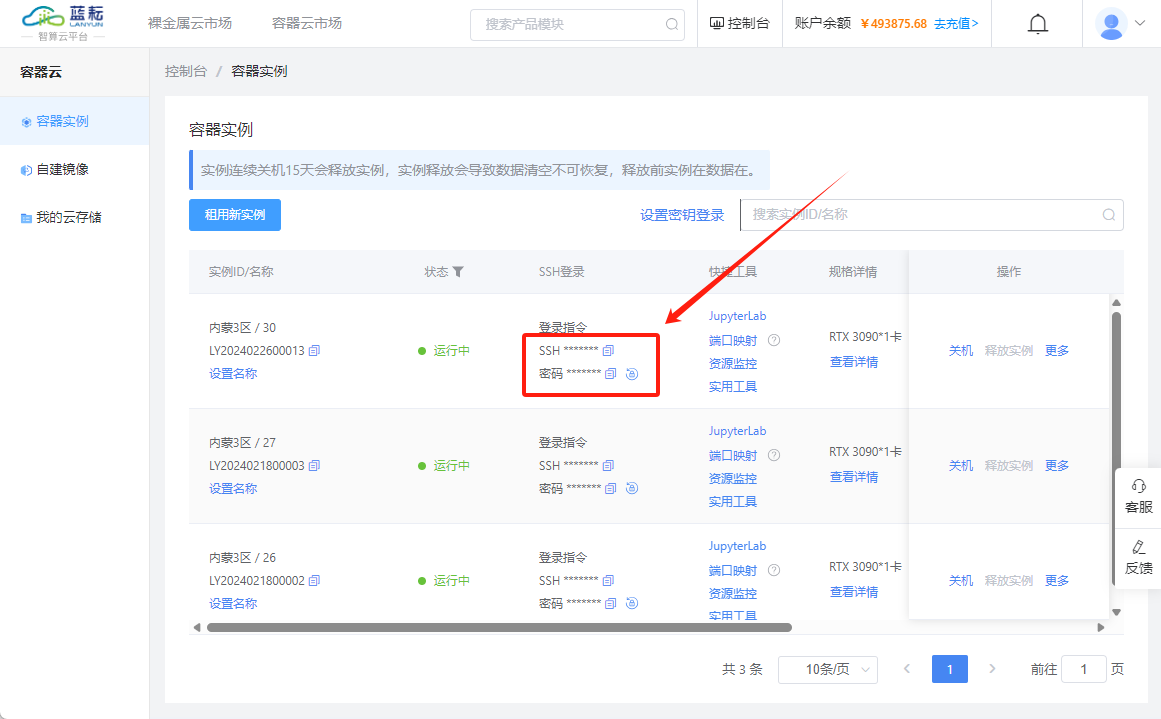 蓝耘
LANYUN
智算云平台
裸金属云市场
容器云市场
搜索产品模块
控制台
账户余额 ¥493875.68 去充值>
容器云
容器实例
自建镜像
我的云存储
控制台 / 容器实例
容器实例
实例连续关机15天会释放实例，实例释放会导致数据清空不可恢复，释放前实例在数据在。
租用新实例
设置密钥登录
搜索实例ID/名称
实例ID/名称 状态 SSH登录 快捷工具 规格详情 操作
内蒙3区 / 30
LY2024022600013
设置名称
运行中
登录指令
SSH *******
密码 *******
JupyterLab
端口映射
资源监控
实用工具
RTX 3090*1卡
查看详情
关机 释放实例 更多
内蒙3区 / 27
LY2024021800003
设置名称
运行中
登录指令
SSH *******
密码 *******
JupyterLab
端口映射
资源监控
实用工具
RTX 3090*1卡
查看详情
关机 释放实例 更多
内蒙3区 / 26
LY2024021800002
设置名称
运行中
登录指令
SSH *******
密码 *******
JupyterLab
端口映射
资源监控
实用工具
RTX 3090*1卡
查看详情
关机 释放实例 更多
客服
反馈
共 3 条
10条/页
1
前往 1 页